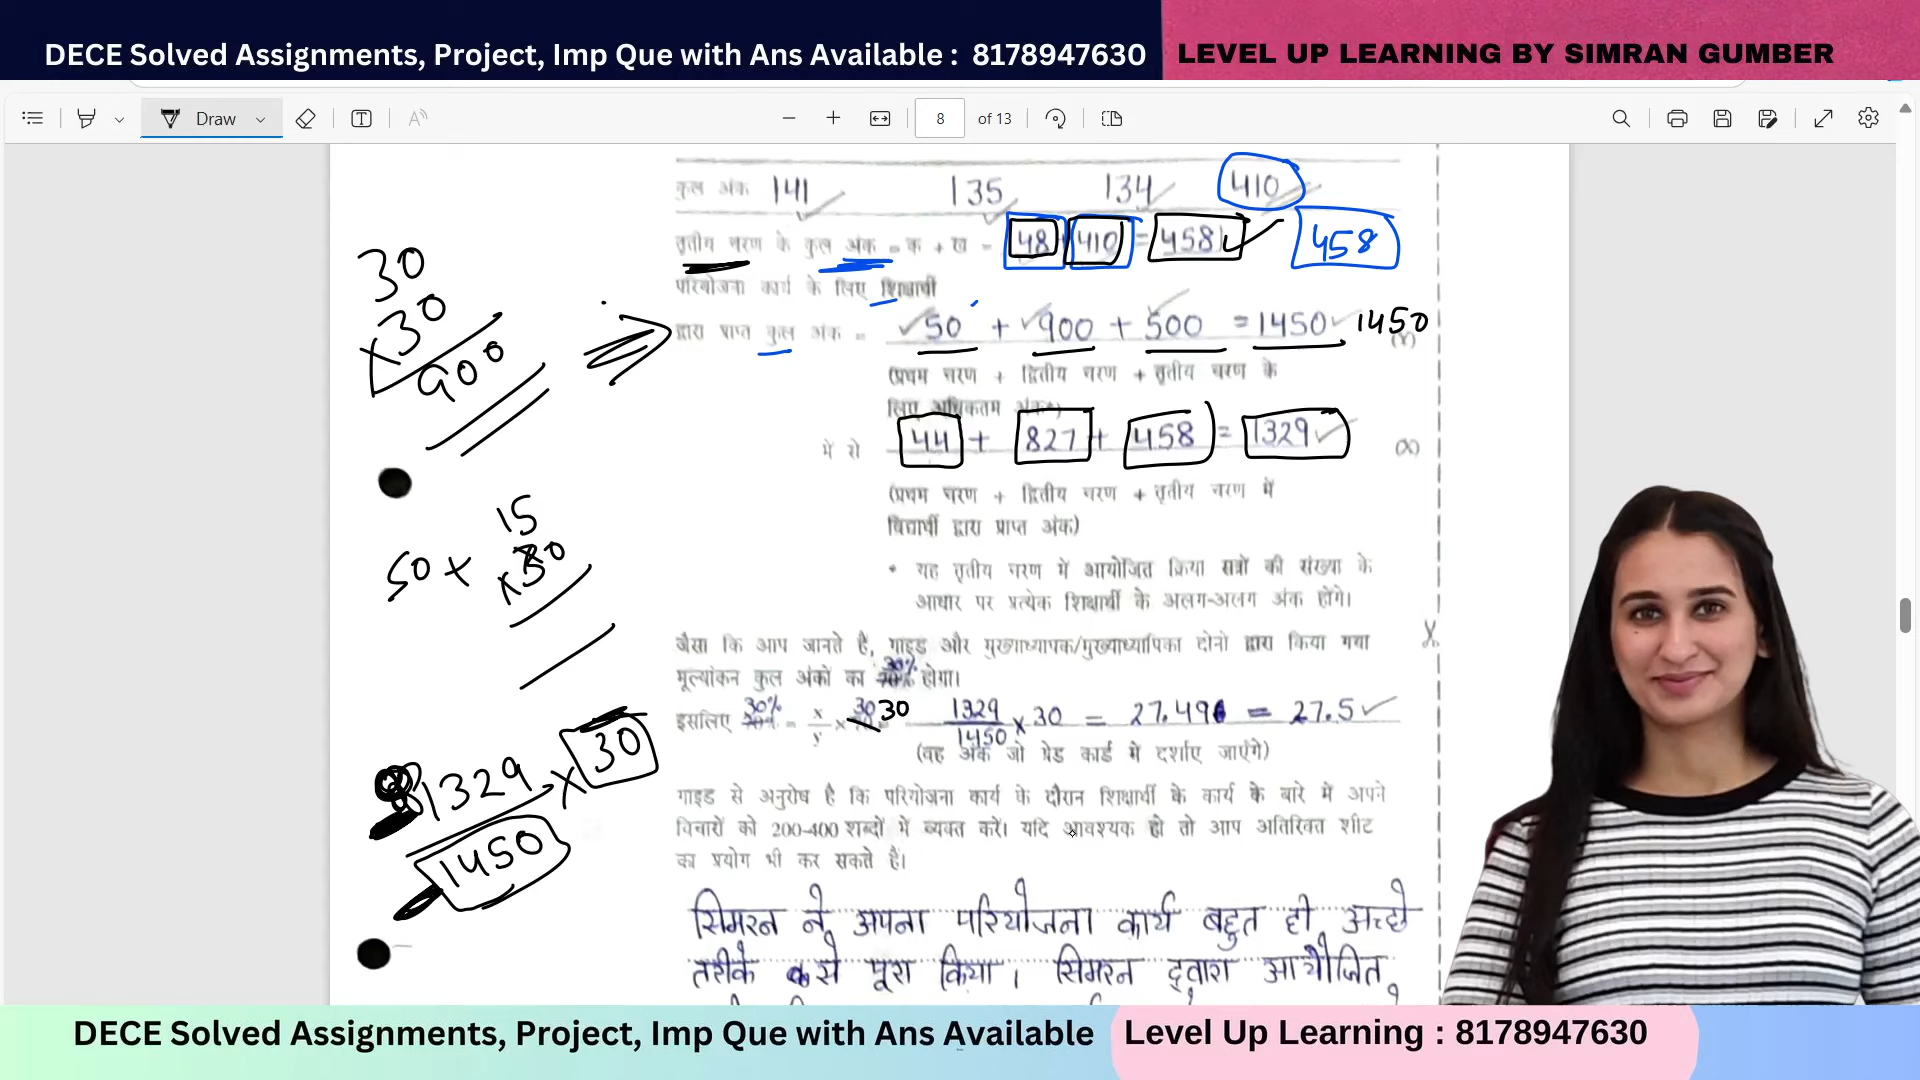 DECE Solved Assignments, Project, Imp Que with Ans Available : 8178947630
LEVEL UP LEARNING BY SIMRAN GUMBER
Draw
8 of 13
कुल अंक 141 135 134 410
तृतीय चरण के कुल अंक = क + ख = 48 410 = 458 458
परियोजना कार्य के लिए शिक्षार्थी
द्वारा प्राप्त कुल अंक = 50 + 900 + 500 = 1450 1450
(प्रथम चरण + द्वितीय चरण + तृतीय चरण के
लिए अधिकतम अंक*)
में से 44 + 827 + 458 = 1329 (x)
(प्रथम चरण + द्वितीय चरण + तृतीय चरण में
विद्यार्थी द्वारा प्राप्त अंक)
* यह तृतीय चरण में आयोजित क्रिया सत्रों की संख्या के
आधार पर प्रत्येक शिक्षार्थी के अलग-अलग अंक होंगे।
जैसा कि आप जानते है, गाइड और मुख्याध्यापक/मुख्याध्यापिका दोनो द्वारा किया गया
मूल्यांकन कुल अंकों का 30% होगा।
इसलिए 30% = x/y × 30 30 1329/1450 × 30 = 27.496 = 27.5
(वह अंक जो ग्रेड कार्ड में दर्शाए जाएँगे)
गाइड से अनुरोध है कि परियोजना कार्य के दौरान शिक्षार्थी के कार्य के बारे में अपने
विचारों को 200-400 शब्दों में व्यक्त करें। यदि आवश्यक हो तो आप अतिरिक्त शीट
का प्रयोग भी कर सकते हैं।
सिमरन ने अपना परियोजना कार्य बहुत ही अच्छे
तरीके से पूरा किया। सिमरन द्वारा आयोजित
30
×30
900
15
50 × ×30
1329 × 30
1450
DECE Solved Assignments, Project, Imp Que with Ans Available
Level Up Learning : 8178947630